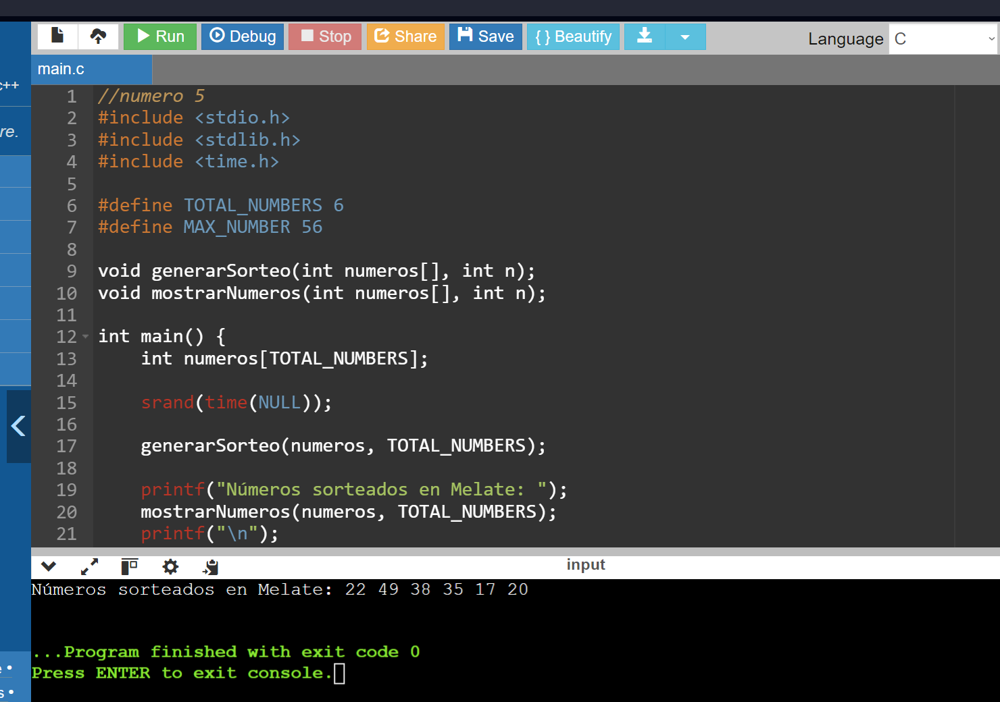 Run Debug Stop Share Save { } Beautify Language C
main.c
c++
re.
1 //numero 5
2 #include <stdio.h>
3 #include <stdlib.h>
4 #include <time.h>
5
6 #define TOTAL_NUMBERS 6
7 #define MAX_NUMBER 56
8
9 void generarSorteo(int numeros[], int n);
10 void mostrarNumeros(int numeros[], int n);
11
12 int main() {
13     int numeros[TOTAL_NUMBERS];
14
15     srand(time(NULL));
16
17     generarSorteo(numeros, TOTAL_NUMBERS);
18
19     printf("Números sorteados en Melate: ");
20     mostrarNumeros(numeros, TOTAL_NUMBERS);
21     printf("\n");
input
Números sorteados en Melate: 22 49 38 35 17 20
...Program finished with exit code 0
Press ENTER to exit console.
e •
s •